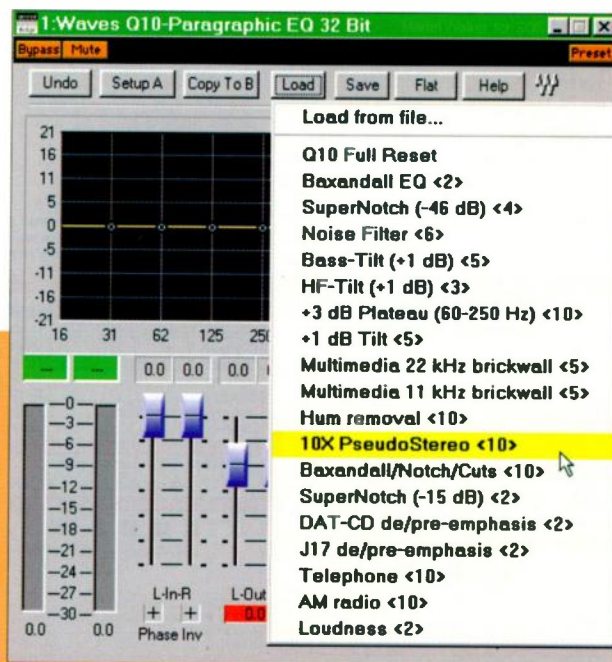 1:Waves Q10-Paragraphic EQ 32 Bit
Bypass Mute Preset
Undo Setup A Copy To B Load Save Flat Help
Load from file...
Q10 Full Reset
Baxandall EQ <2>
SuperNotch (-46 dB) <4>
Noise Filter <6>
Bass-Tilt (+1 dB) <5>
HF-Tilt (+1 dB) <3>
+3 dB Plateau (60-250 Hz) <10>
+1 dB Tilt <5>
Multimedia 22 kHz brickwall <5>
Multimedia 11 kHz brickwall <5>
Hum removal <10>
10X PseudoStereo <10>
Baxandall/Notch/Cuts <10>
SuperNotch (-15 dB) <2>
DAT-CD de/pre-emphasis <2>
J17 de/pre-emphasis <2>
Telephone <10>
AM radio <10>
Loudness <2>
21
16
11
5
0
-5
-11
-16
-21
16 31 62 125 250
--- --- 0.0 0.0 0.0
0
-3
-6
-9
-12
-15
-18
-21
-24
-27
-30
0.0 0.0
L-In-R L-Out
+ + 0.0
Phase Inv